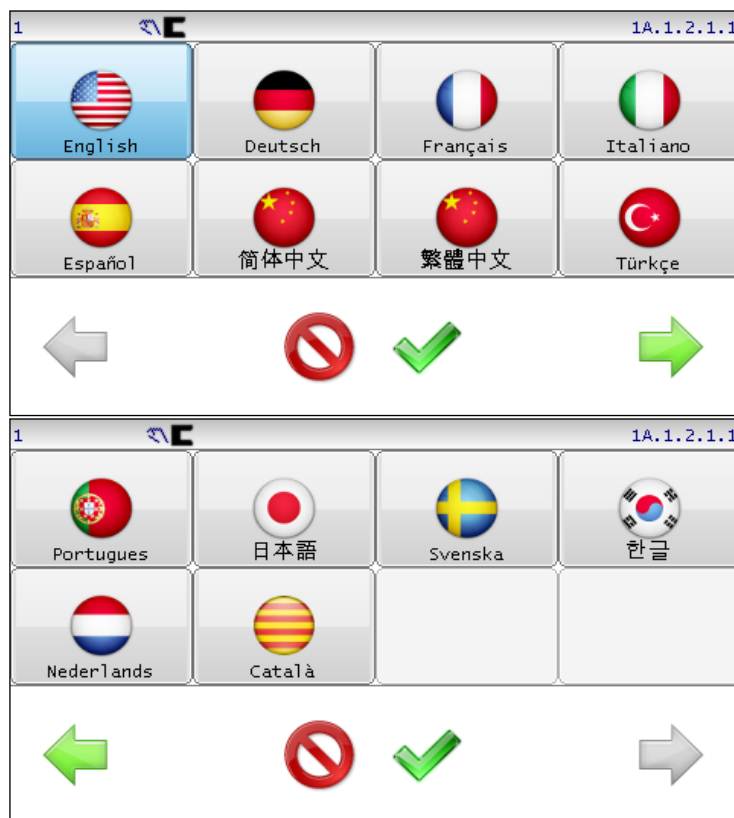 1 1A.1.2.1.1
English Deutsch Français Italiano
Español 简体中文 繁體中文 Türkçe
1 1A.1.2.1.1
Portugues 日本語 Svenska 한글
Nederlands Català